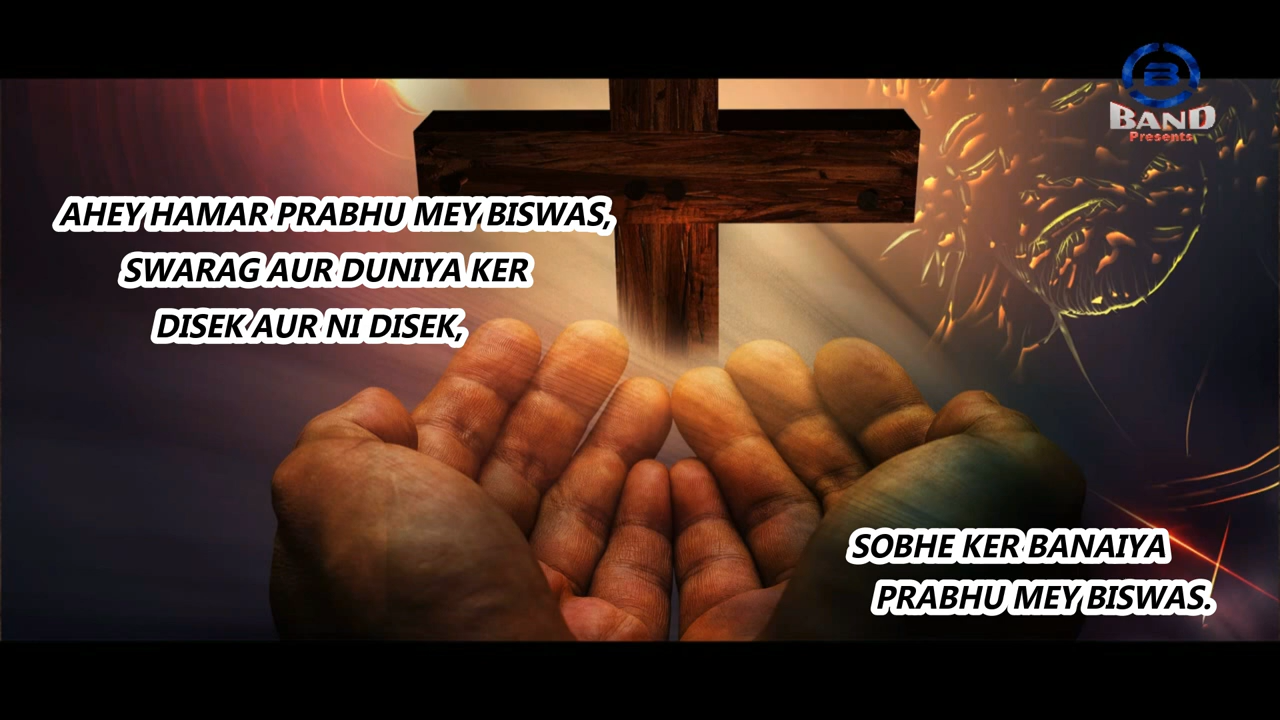 BAND
Presents
AHEY HAMAR PRABHU MEY BISWAS,
SWARAG AUR DUNIYA KER
DISEK AUR NI DISEK,
SOBHE KER BANAIYA
PRABHU MEY BISWAS.